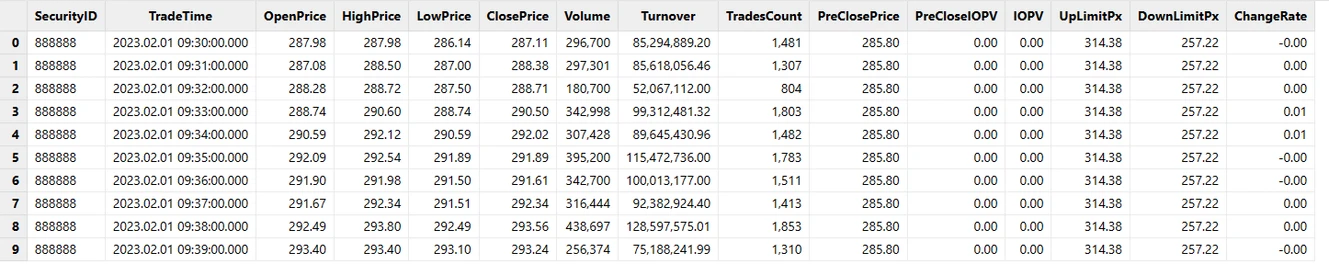 SecurityID TradeTime OpenPrice HighPrice LowPrice ClosePrice Volume Turnover TradesCount PreClosePrice PreCloseIOPV IOPV UpLimitPx DownLimitPx ChangeRate
0 888888 2023.02.01 09:30:00.000 287.98 287.98 286.14 287.11 296,700 85,294,889.20 1,481 285.80 0.00 0.00 314.38 257.22 -0.00
1 888888 2023.02.01 09:31:00.000 287.08 288.50 287.00 288.38 297,301 85,618,056.46 1,307 285.80 0.00 0.00 314.38 257.22 0.00
2 888888 2023.02.01 09:32:00.000 288.28 288.72 287.50 288.71 180,700 52,067,112.00 804 285.80 0.00 0.00 314.38 257.22 0.00
3 888888 2023.02.01 09:33:00.000 288.74 290.60 288.74 290.50 342,998 99,312,481.32 1,803 285.80 0.00 0.00 314.38 257.22 0.01
4 888888 2023.02.01 09:34:00.000 290.59 292.12 290.59 292.02 307,428 89,645,430.96 1,482 285.80 0.00 0.00 314.38 257.22 0.01
5 888888 2023.02.01 09:35:00.000 292.09 292.54 291.89 291.89 395,200 115,472,736.00 1,783 285.80 0.00 0.00 314.38 257.22 -0.00
6 888888 2023.02.01 09:36:00.000 291.90 291.98 291.50 291.61 342,700 100,013,177.00 1,511 285.80 0.00 0.00 314.38 257.22 -0.00
7 888888 2023.02.01 09:37:00.000 291.67 292.34 291.51 292.34 316,444 92,382,924.40 1,413 285.80 0.00 0.00 314.38 257.22 0.00
8 888888 2023.02.01 09:38:00.000 292.49 293.80 292.49 293.56 438,697 128,597,575.01 1,853 285.80 0.00 0.00 314.38 257.22 0.00
9 888888 2023.02.01 09:39:00.000 293.40 293.40 293.10 293.24 256,374 75,188,241.99 1,310 285.80 0.00 0.00 314.38 257.22 -0.00